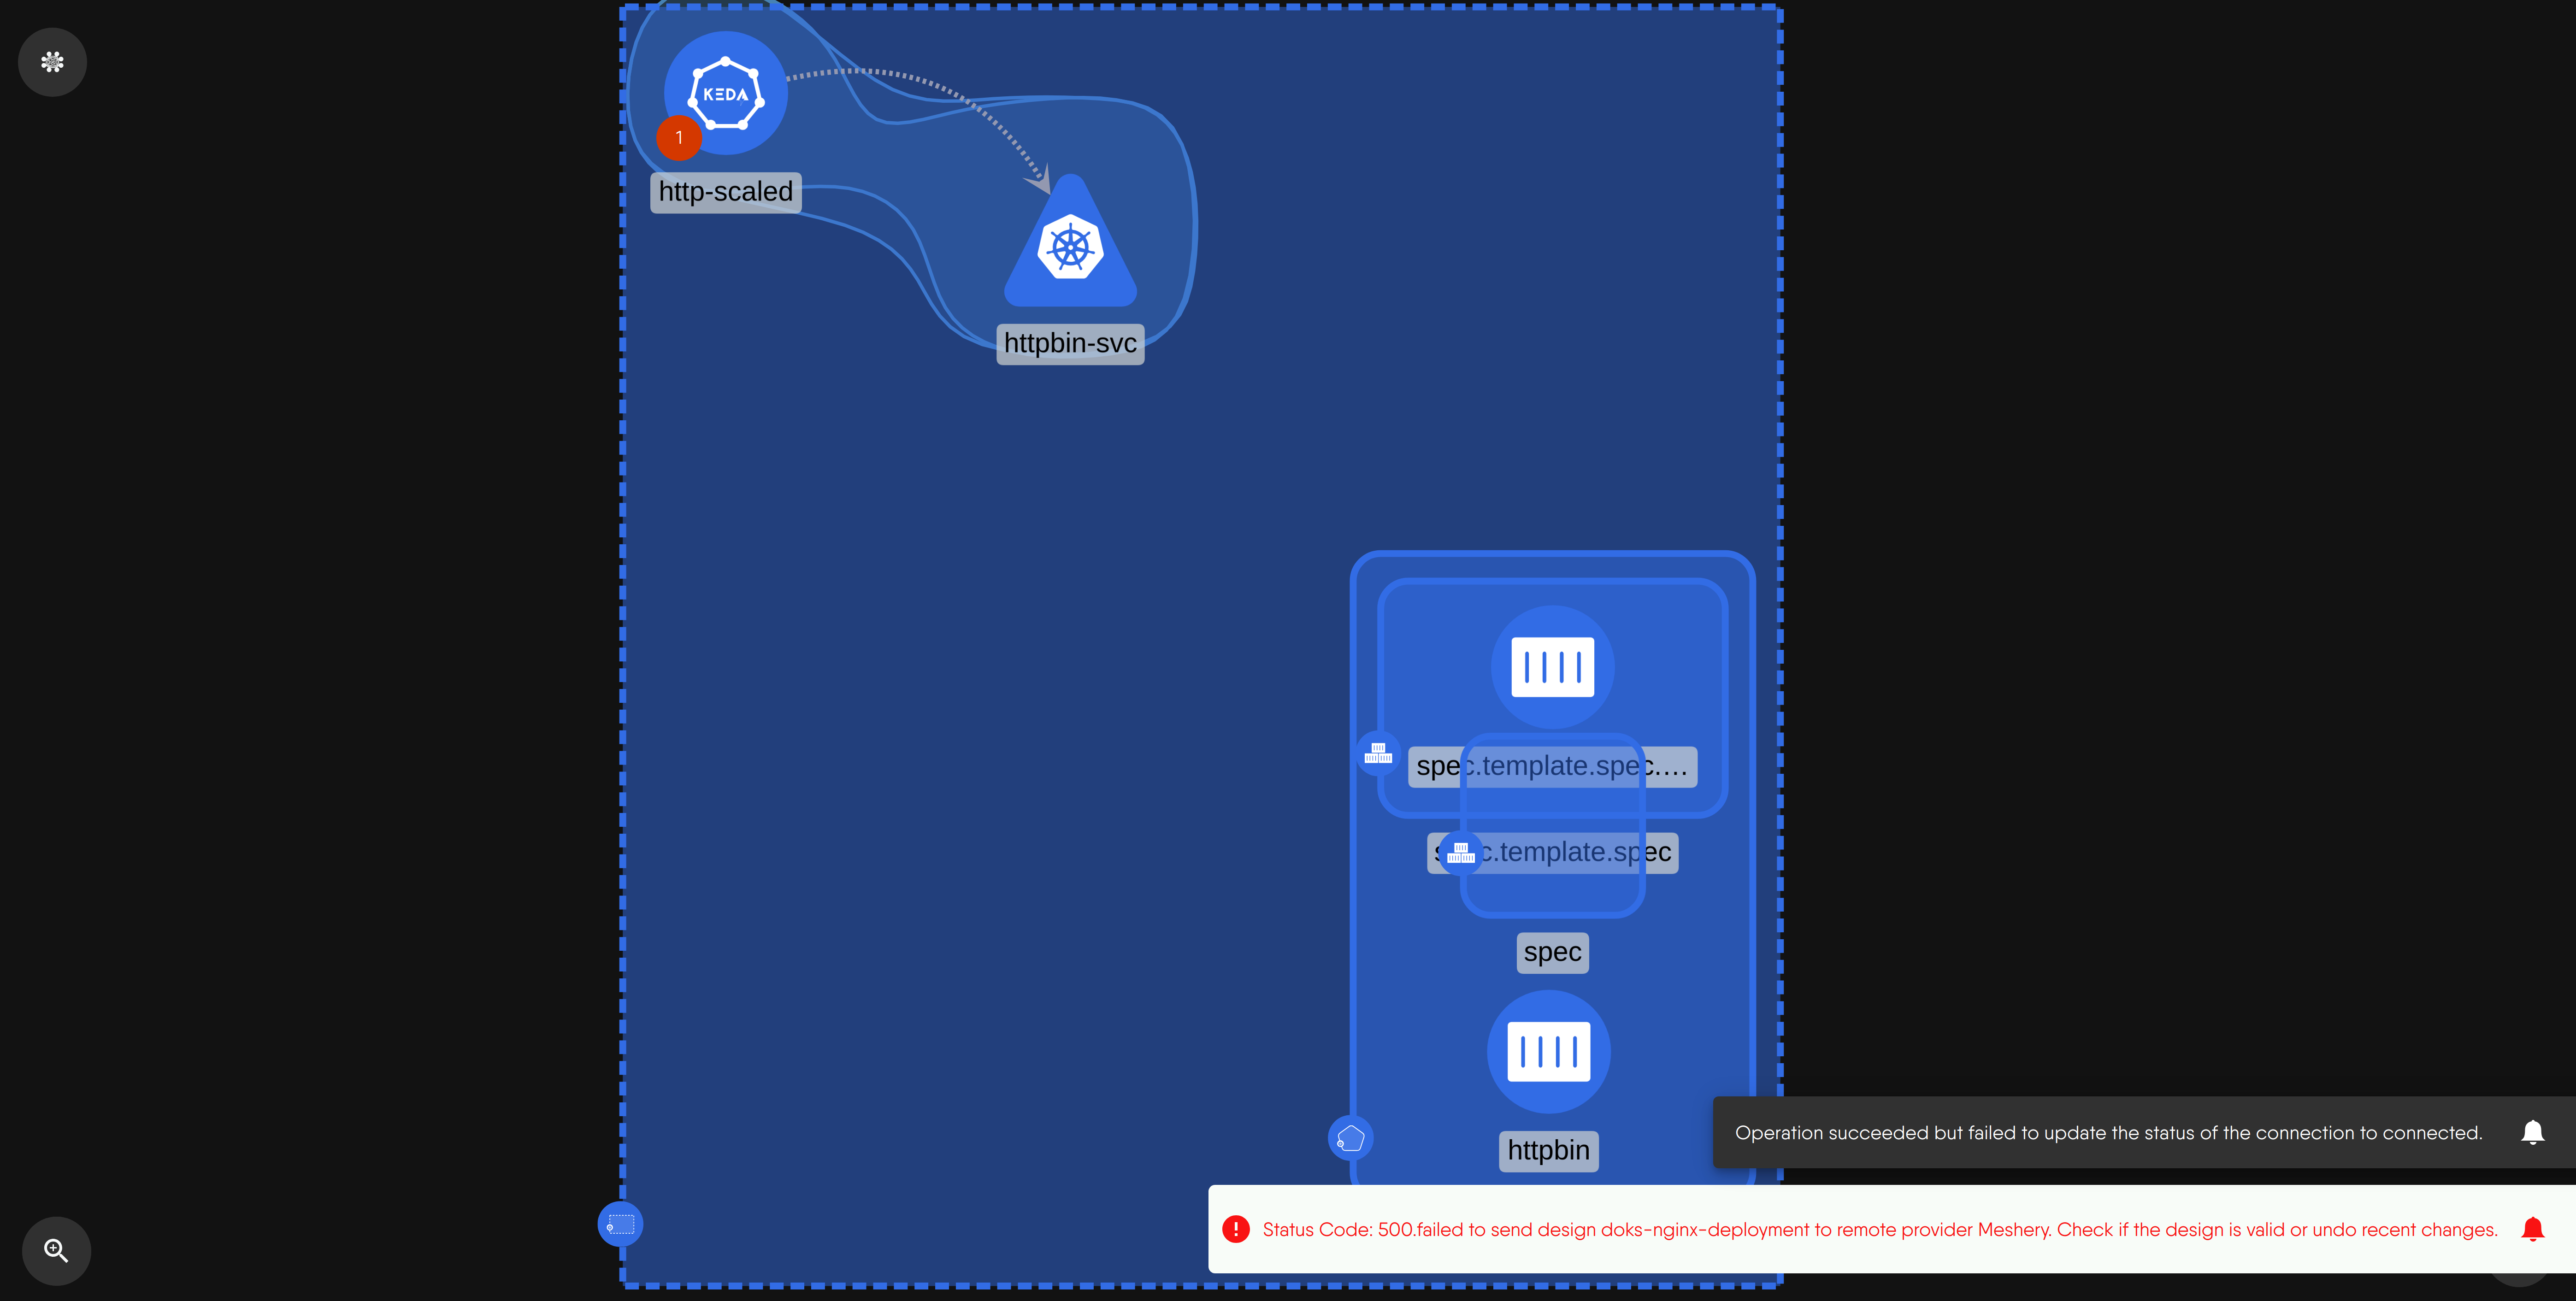 KEDA
1
http-scaled
httpbin-svc
spec.template.spec....
spec.template.spec
spec
httpbin
Operation succeeded but failed to update the status of the connection to connected.
Status Code: 500.failed to send design doks-nginx-deployment to remote provider Meshery. Check if the design is valid or undo recent changes.